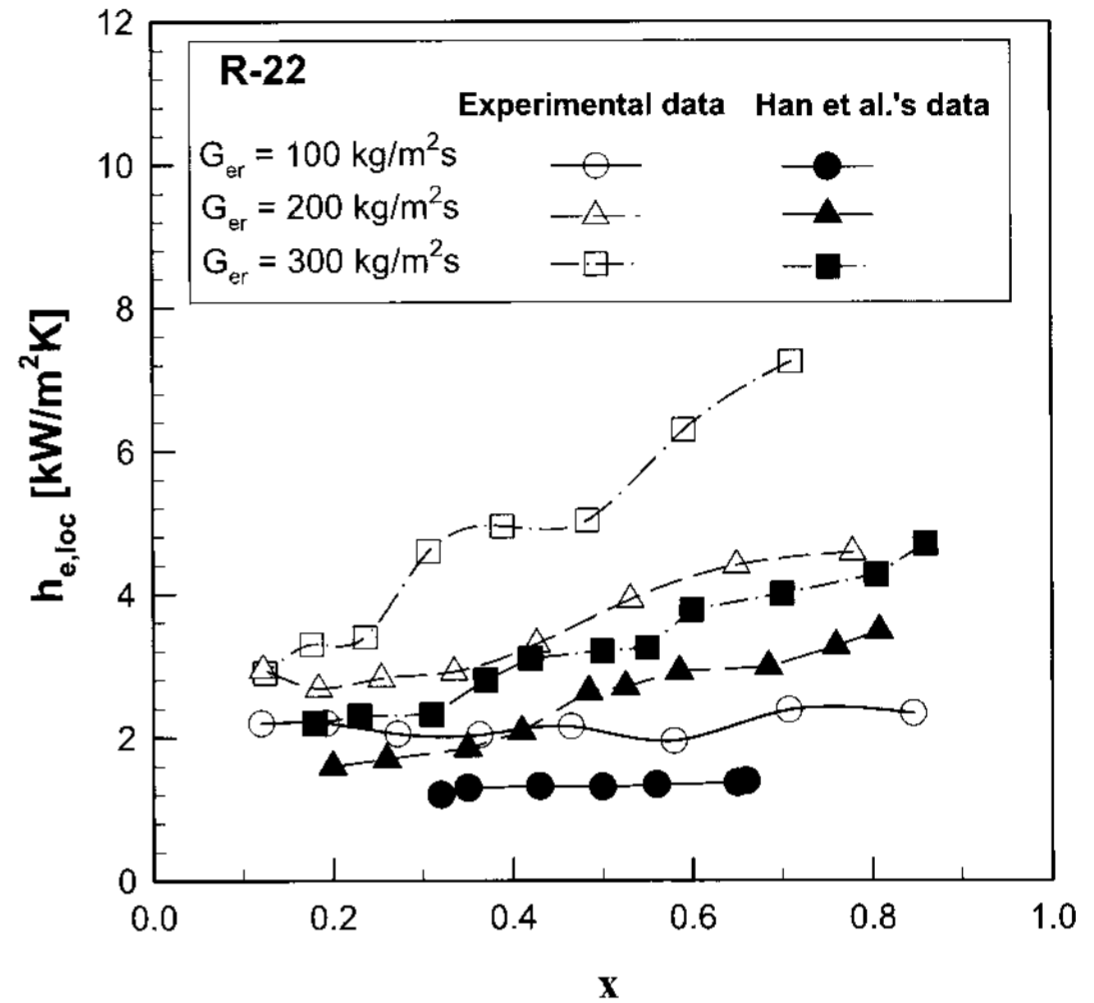 12
10
8
6
4
2
0
h_e,loc [kW/m²K]
R-22
Experimental data Han et al.'s data
G_er = 100 kg/m²s
G_er = 200 kg/m²s
G_er = 300 kg/m²s
0.0 0.2 0.4 0.6 0.8 1.0
x